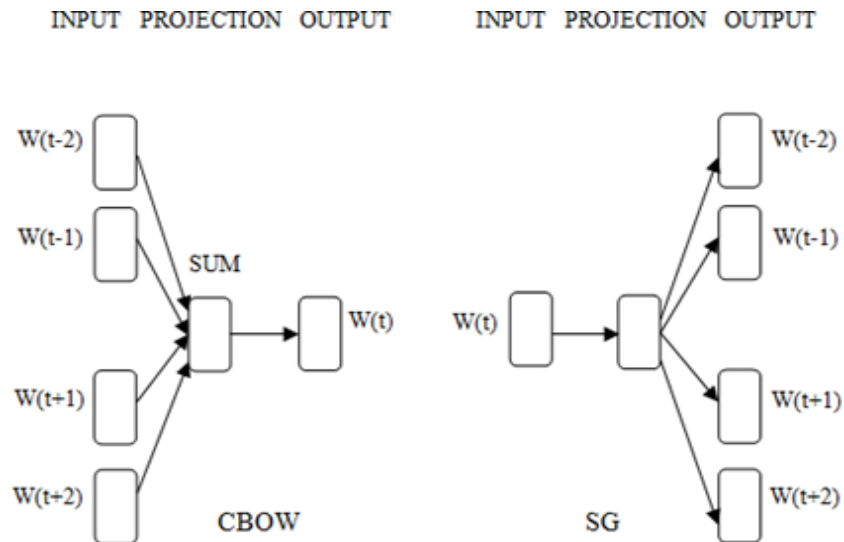 INPUT PROJECTION OUTPUT
W(t-2)
W(t-1)
SUM
W(t)
W(t+1)
W(t+2)
CBOW
INPUT PROJECTION OUTPUT
W(t-2)
W(t-1)
W(t)
W(t+1)
W(t+2)
SG